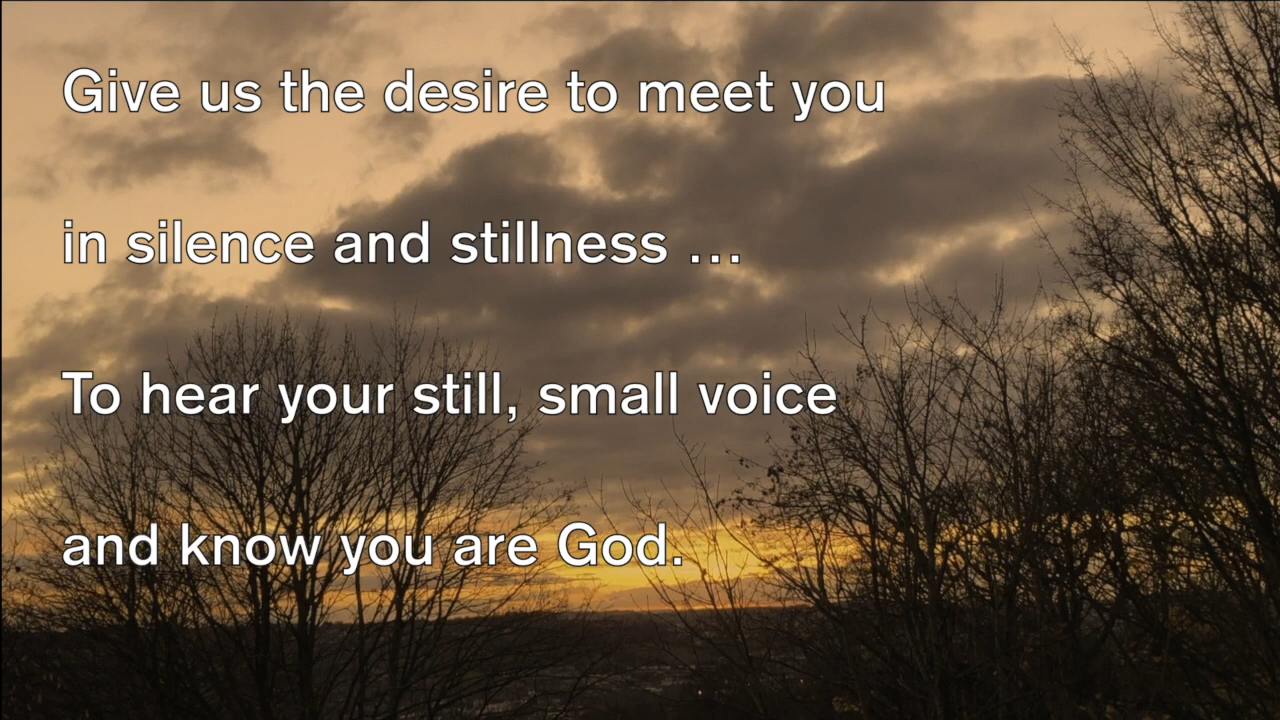 Give us the desire to meet you
in silence and stillness …
To hear your still, small voice
and know you are God.